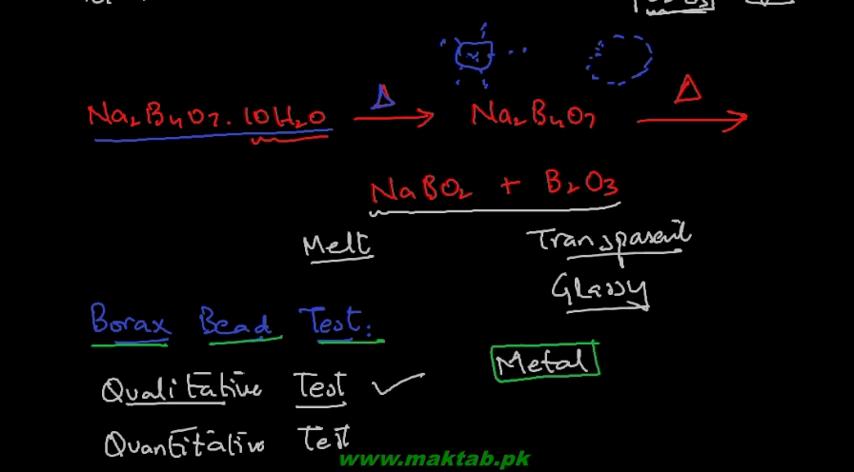 Na₂B₄O₇.10H₂O Δ → Na₂B₄O₇ Δ →
NaBO₂ + B₂O₃
Melt Transparent
Glassy
Borax Bead Test:
Metal
Qualitative Test ✓
Quantitative Test
www.maktab.pk